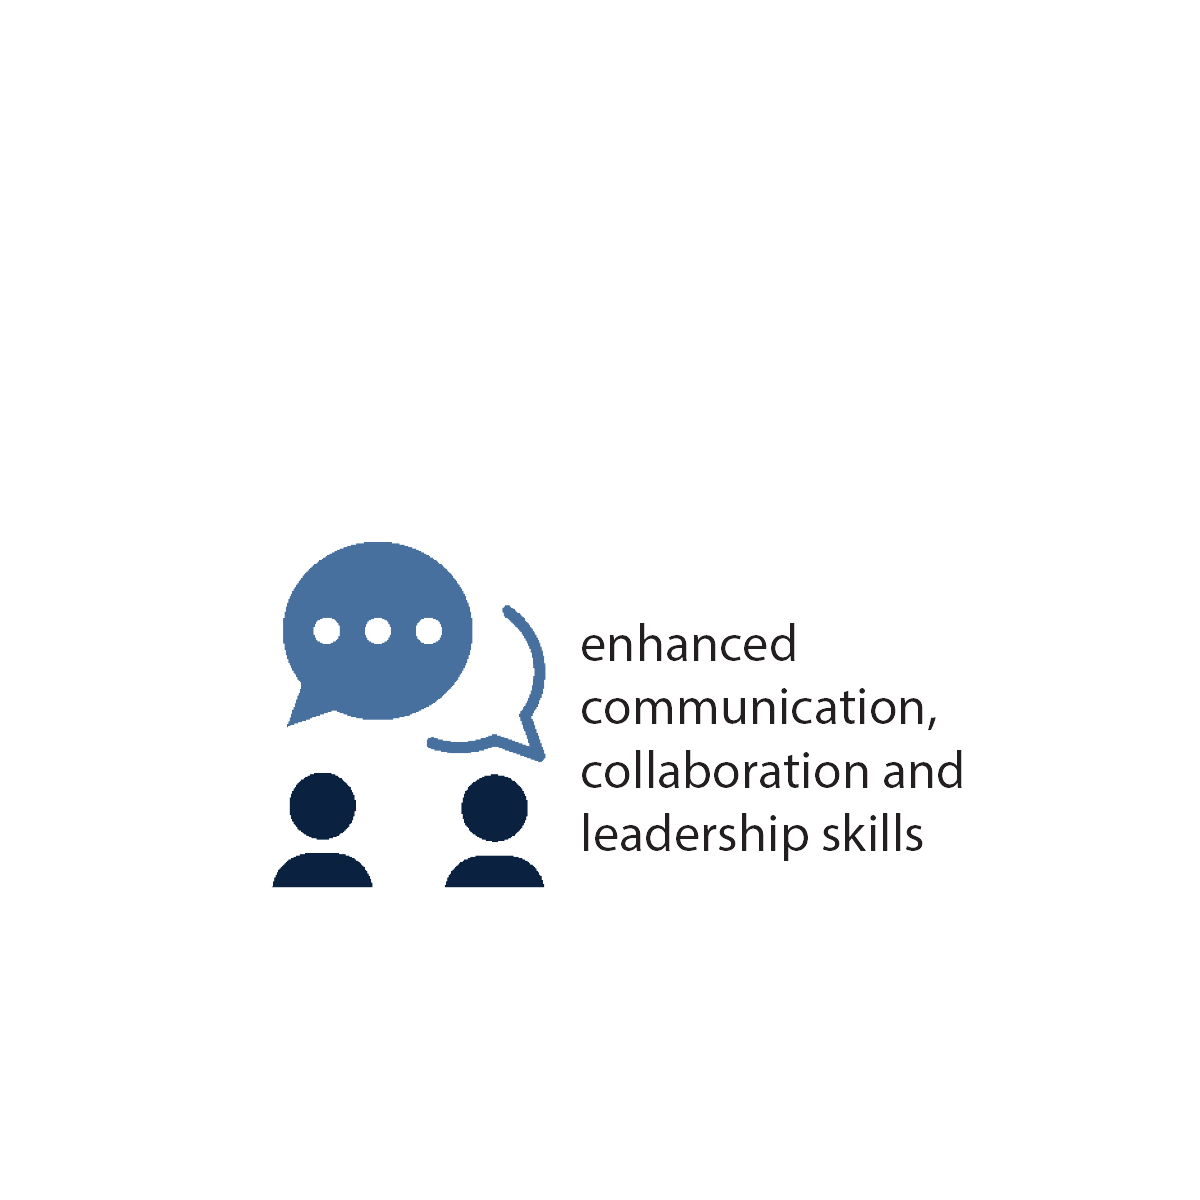 enhanced
communication,
collaboration and
leadership skills